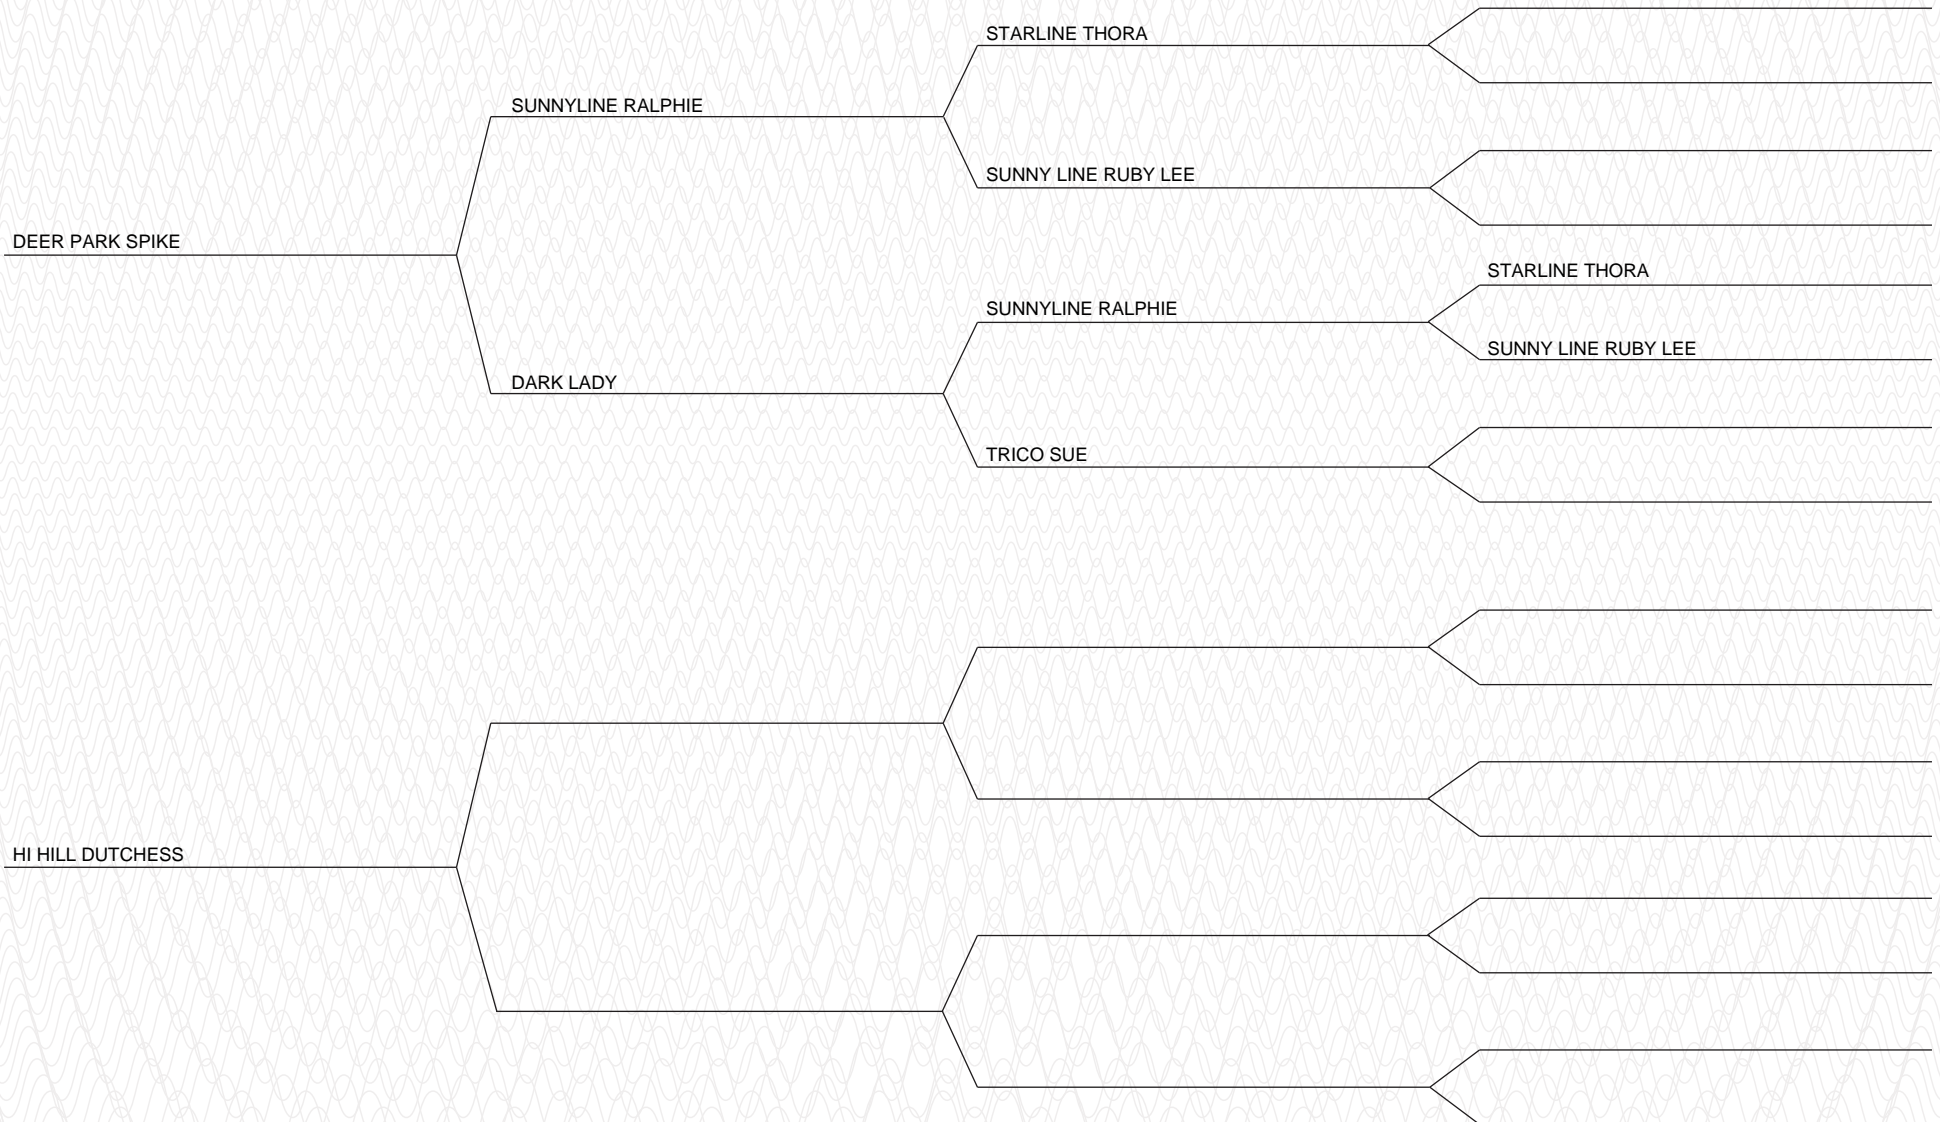 STARLINE THORA
SUNNYLINE RALPHIE
SUNNY LINE RUBY LEE
DEER PARK SPIKE
STARLINE THORA
SUNNYLINE RALPHIE
SUNNY LINE RUBY LEE
DARK LADY
TRICO SUE
HI HILL DUTCHESS